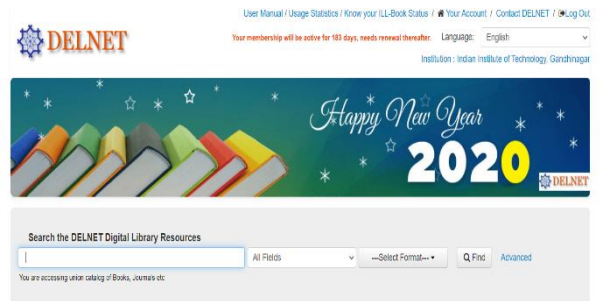 User Manual / Usage Statistics / Know your ILL-Book Status / Your Account / Contact DELNET / Log Out
DELNET
Your membership will be active for 183 days, needs renewal thereafter. Language: English
Institution : Indian Institute of Technology, Gandhinagar
Happy New Year
2020
DELNET
Search the DELNET Digital Library Resources
All Fields ---Select Format--- Find Advanced
You are accessing union catalog of Books, Journals etc